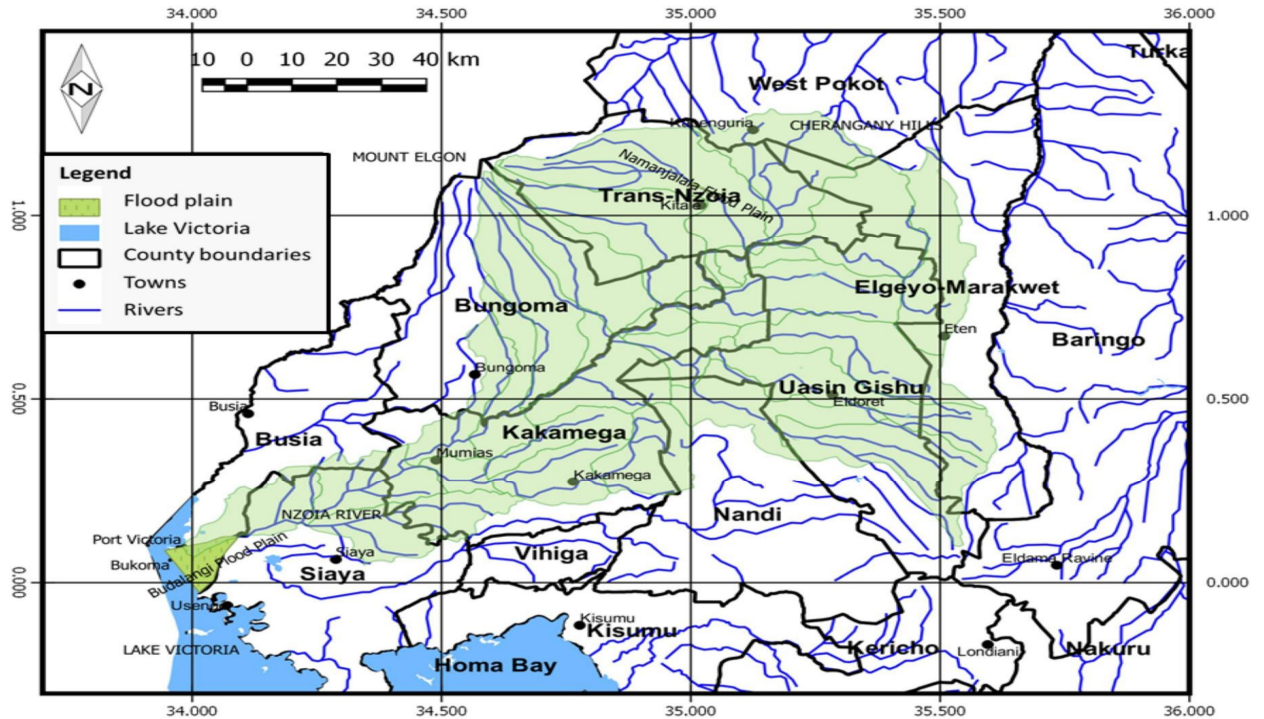 34.000 34.500 35.000 35.500 36.000
10 0 10 20 30 40 km
N
Turka
West Pokot
Kapenguria
CHERANGANY HILLS
MOUNT ELGON
Namanjalala Flood Plain
Trans-Nzoia
Kitale
Legend
Flood plain
Lake Victoria
County boundaries
Towns
Rivers
1.000 1.000
Elgeyo-Marakwet
Bungoma
Eten
Baringo
Bungoma
Uasin Gishu
Eldoret
0.500 0.500
Busia
Busia
Kakamega
Mumias
Kakamega
NZOIA RIVER
Nandi
Port Victoria
Budalangi Flood Plain
Bukoma
Siaya
Siaya
Vihiga
Eldama Ravine
0.000 0.000
Usenge
Kisumu
Kisumu
LAKE VICTORIA
Homa Bay
Kericho
Londiani
Nakuru
34.000 34.500 35.000 35.500 36.000